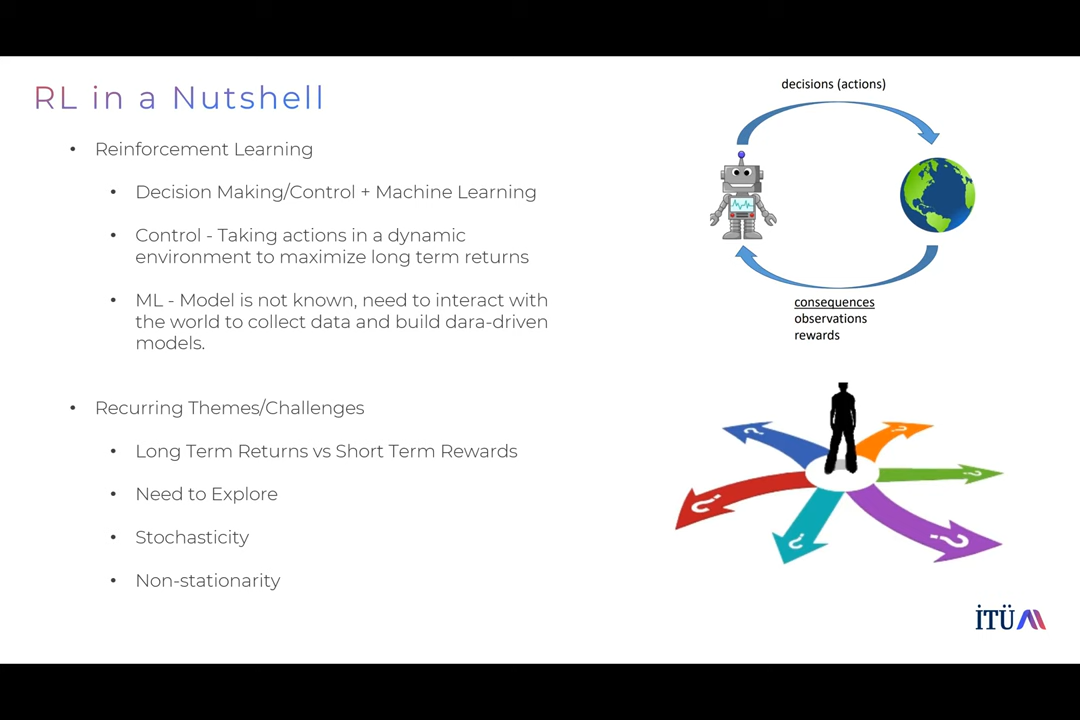 RL in a Nutshell
• Reinforcement Learning
• Decision Making/Control + Machine Learning
• Control - Taking actions in a dynamic
environment to maximize long term returns
• ML - Model is not known, need to interact with
the world to collect data and build dara-driven
models.
• Recurring Themes/Challenges
• Long Term Returns vs Short Term Rewards
• Need to Explore
• Stochasticity
• Non-stationarity
decisions (actions)
consequences
observations
rewards
?
?
?
?
?
?
İTÜ